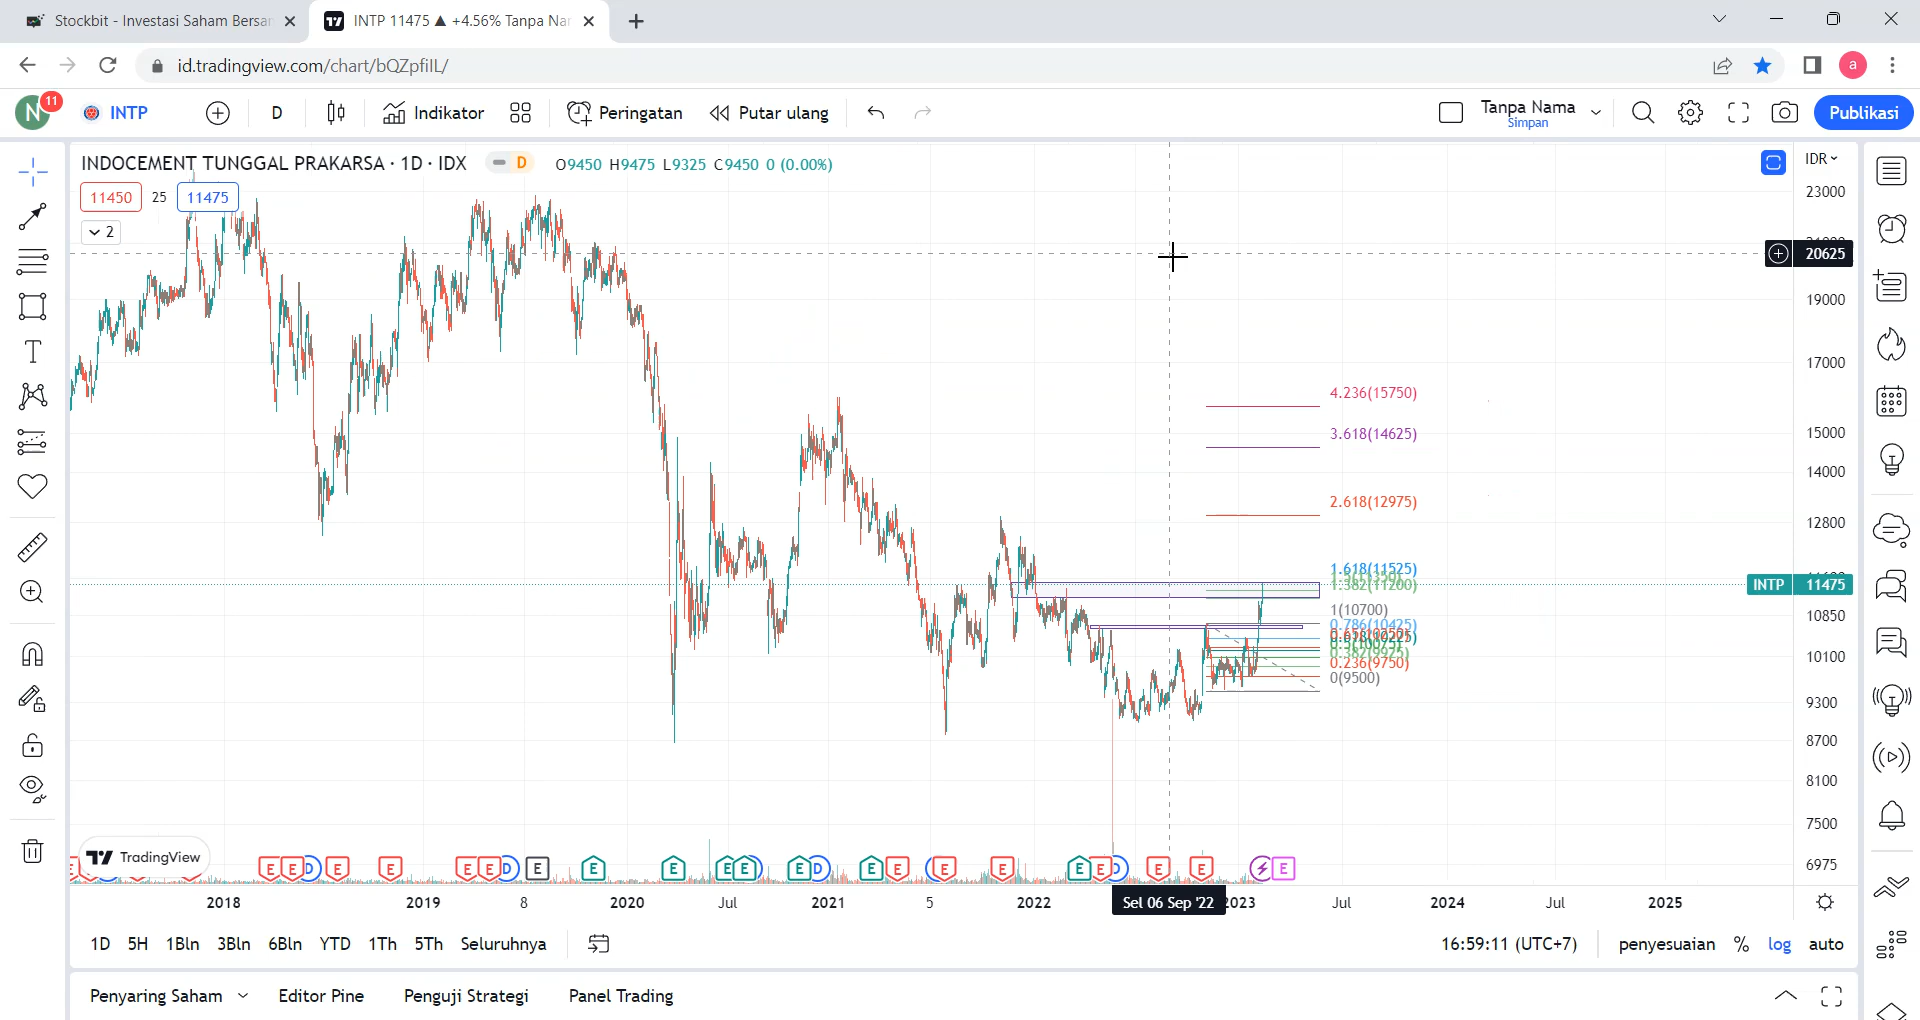 Stockbit - Investasi Saham Bersar
INTP 11475 ▲ +4.56% Tanpa Nar
id.tradingview.com/chart/bQZpfiIL/
a
N
11
INTP
D
Indikator
Peringatan
Putar ulang
Tanpa Nama
Simpan
Publikasi
INDOCEMENT TUNGGAL PRAKARSA · 1D · IDX
D
O9450 H9475 L9325 C9450 0 (0.00%)
IDR
11450
25
11475
2
23000
20625
19000
17000
15000
14000
12800
10850
10100
9300
8700
8100
7500
6975
4.236(15750)
3.618(14625)
2.618(12975)
1.618(11525)
1.382(11200)
INTP 11475
1(10700)
0.786(10425)
0.236(9750)
0(9500)
TradingView
E E D E E E E D E E E E E D E D E E E E E E E D E E E
2018
2019
8
2020
Jul
2021
5
2022
Sel 06 Sep '22
2023
Jul
2024
Jul
2025
1D 5H 1Bln 3Bln 6Bln YTD 1Th 5Th Seluruhnya
16:59:11 (UTC+7)
penyesuaian % log auto
Penyaring Saham
Editor Pine
Penguji Strategi
Panel Trading